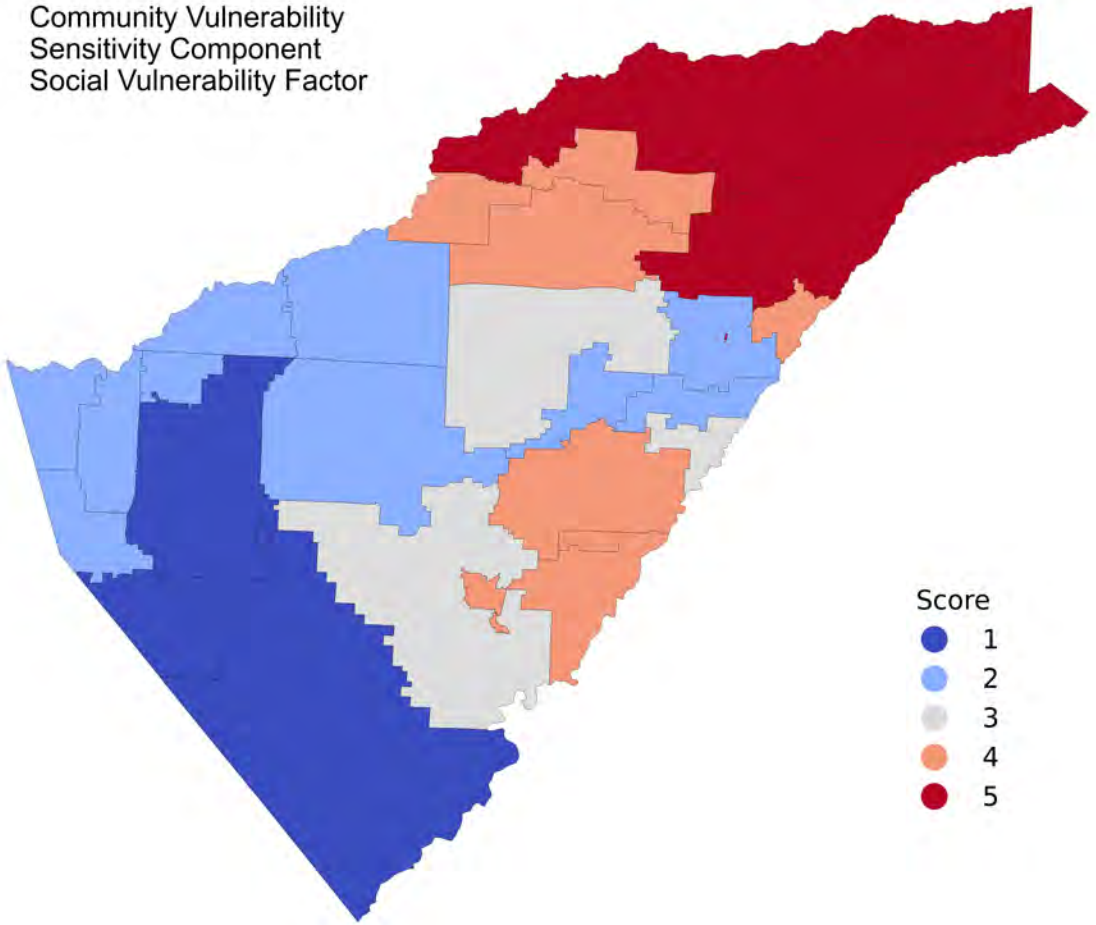 Community Vulnerability
Sensitivity Component
Social Vulnerability Factor
Score
1
2
3
4
5